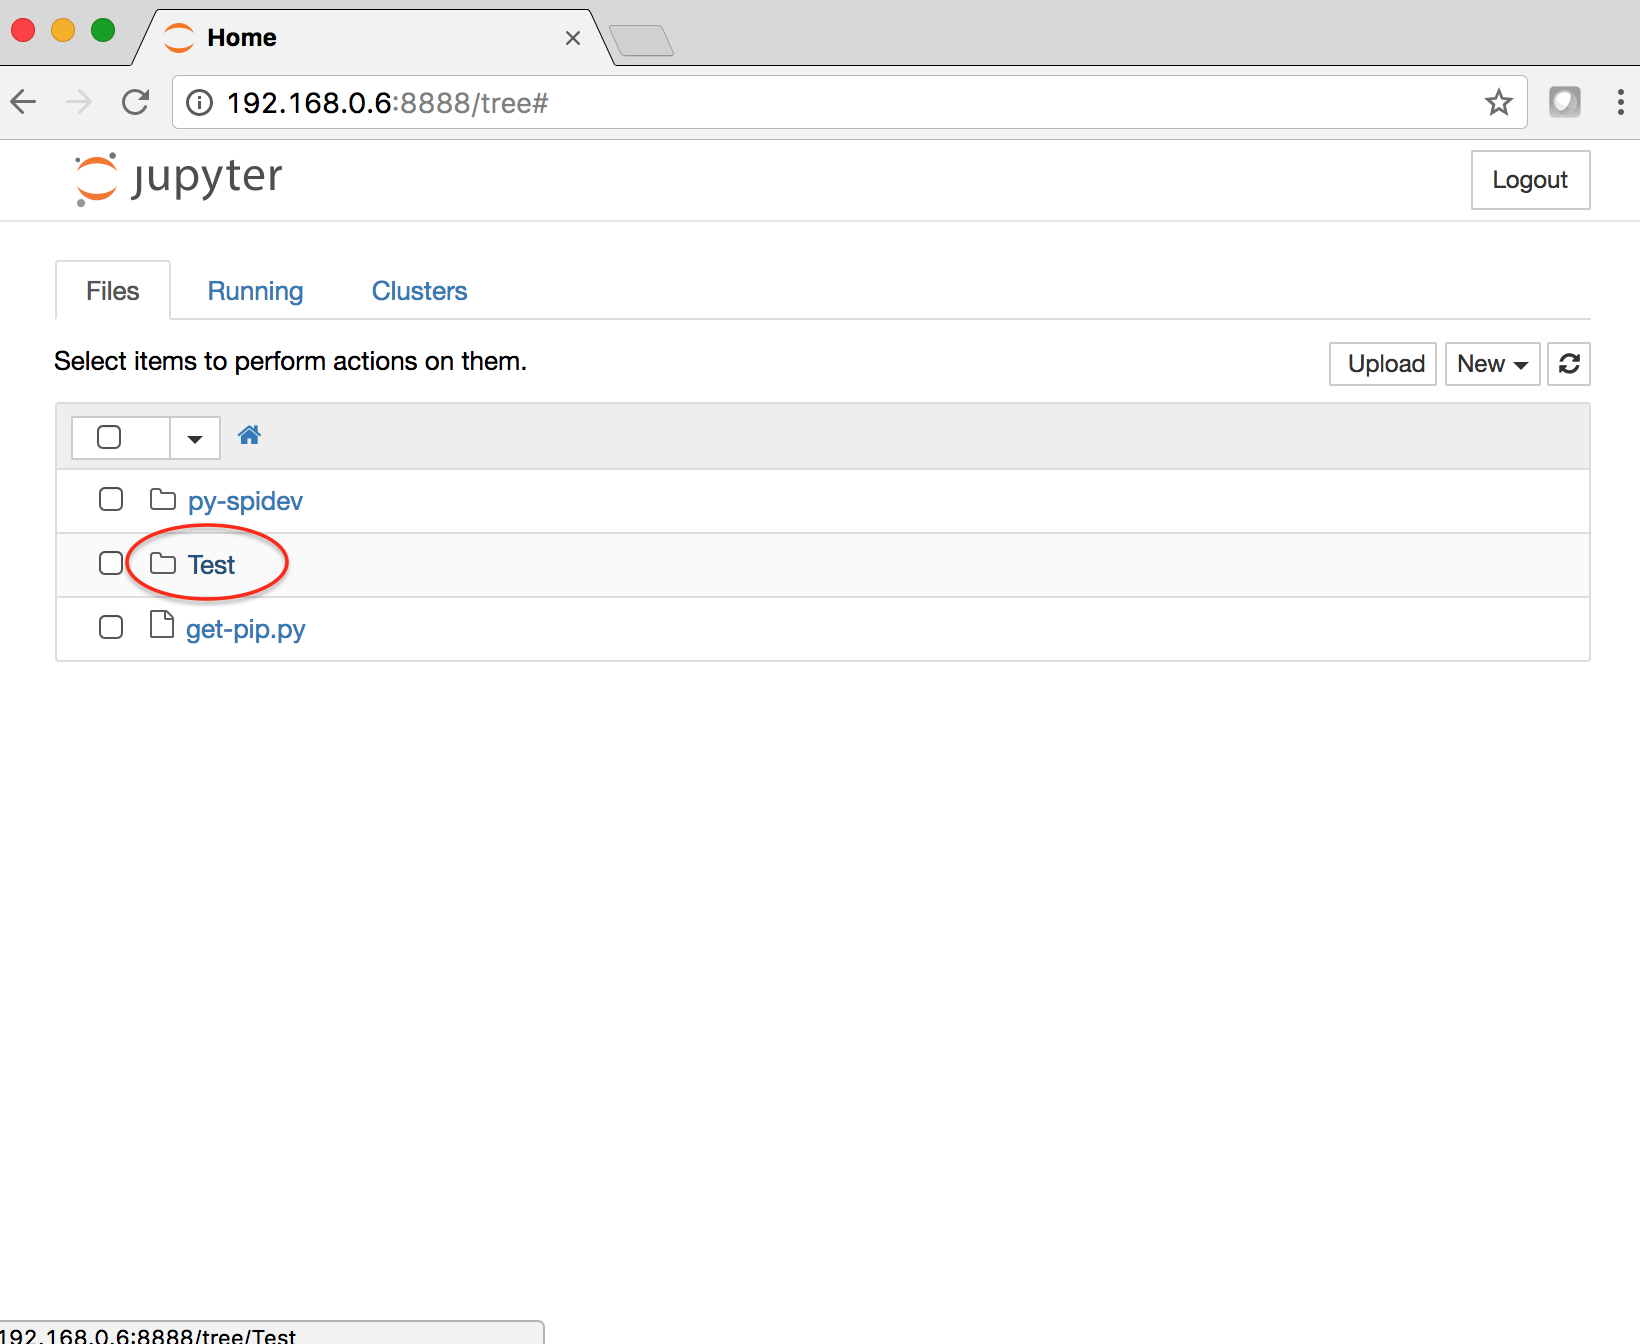 Home
192.168.0.6:8888/tree#
jupyter
Logout
Files Running Clusters
Select items to perform actions on them.
Upload New
py-spidev
Test
get-pip.py
192.168.0.6:8888/tree/Test